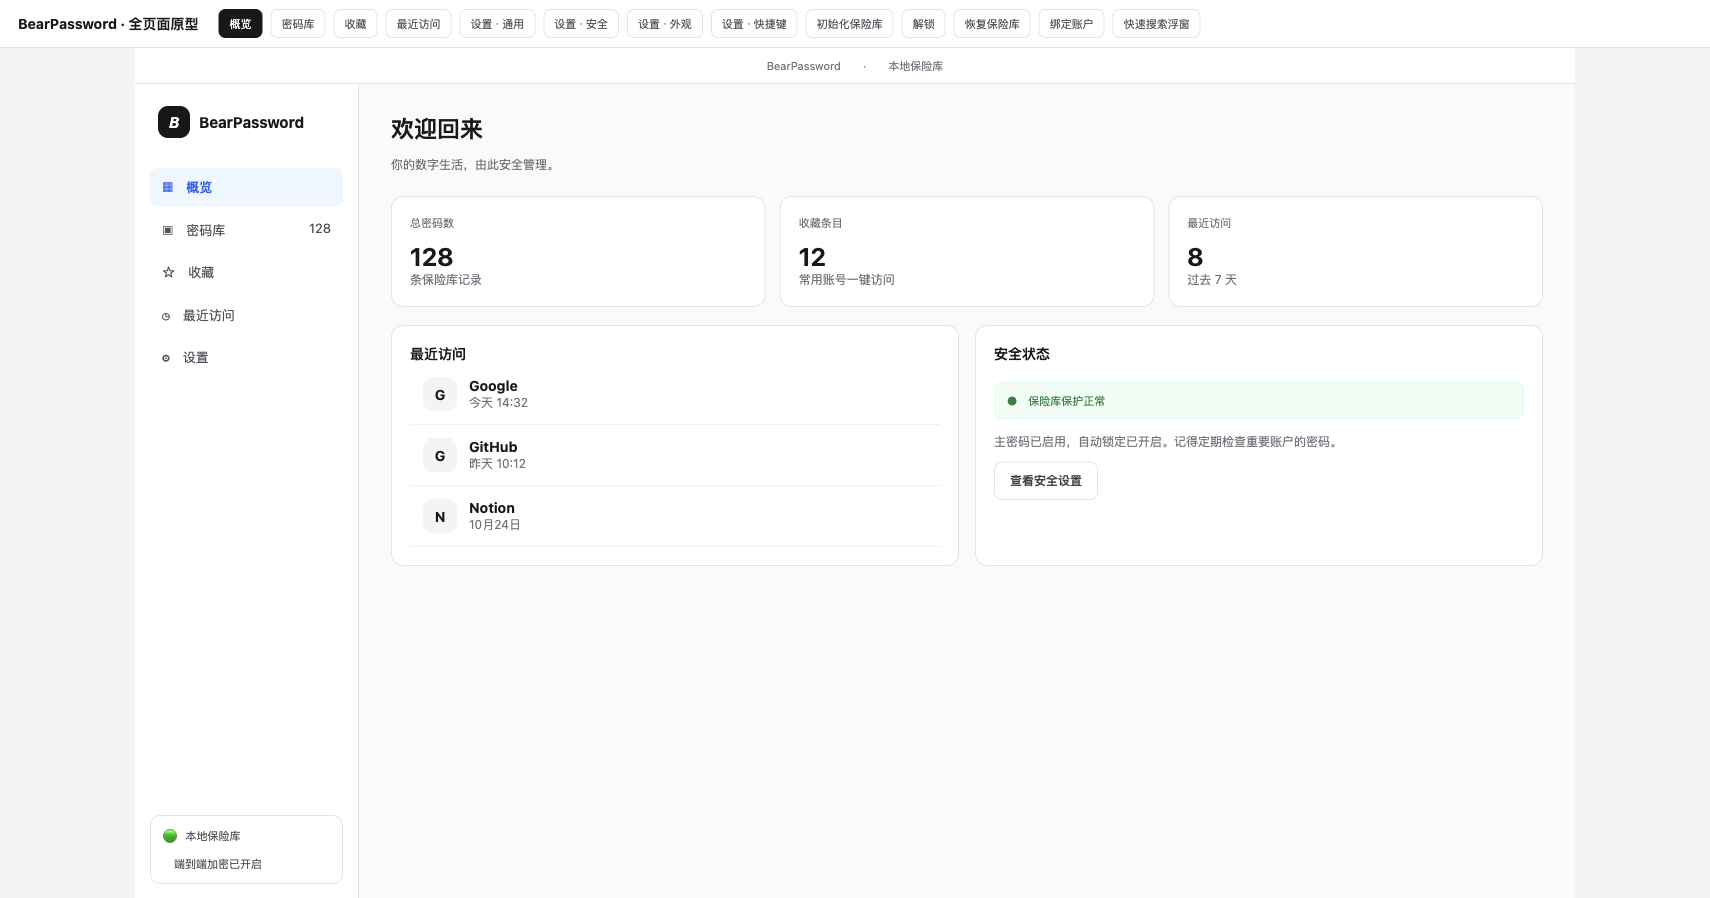 BearPassword · 全页面原型
概览
密码库
收藏
最近访问
设置 · 通用
设置 · 安全
设置 · 外观
设置 · 快捷键
初始化保险库
解锁
恢复保险库
绑定账户
快速搜索浮窗
BearPassword · 本地保险库
B BearPassword
概览
密码库 128
收藏
最近访问
设置
本地保险库
端到端加密已开启
欢迎回来
你的数字生活，由此安全管理。
总密码数
128
条保险库记录
收藏条目
12
常用账号一键访问
最近访问
8
过去 7 天
最近访问
G
Google
今天 14:32
G
GitHub
昨天 10:12
N
Notion
10月24日
安全状态
保险库保护正常
主密码已启用，自动锁定已开启。记得定期检查重要账户的密码。
查看安全设置